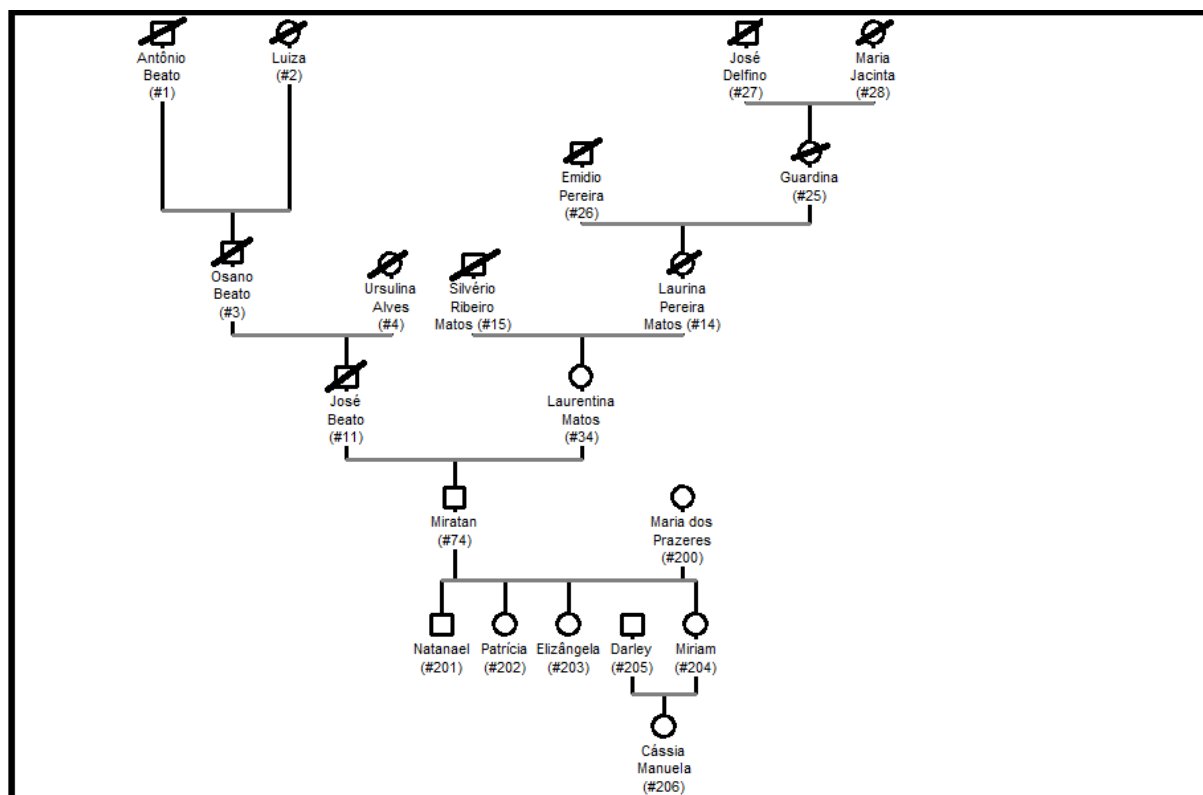 Antônio
Beato
(#1)
Luiza
(#2)
José
Delfino
(#27)
Maria
Jacinta
(#28)
Emidio
Pereira
(#26)
Guardina
(#25)
Osano
Beato
(#3)
Ursulina
Alves
(#4)
Silvério
Ribeiro
Matos (#15)
Laurina
Pereira
Matos (#14)
José
Beato
(#11)
Laurentina
Matos
(#34)
Miratan
(#74)
Maria dos
Prazeres
(#200)
Natanael
(#201)
Patrícia
(#202)
Elizângela
(#203)
Darley
(#205)
Miriam
(#204)
Cássia
Manuela
(#206)